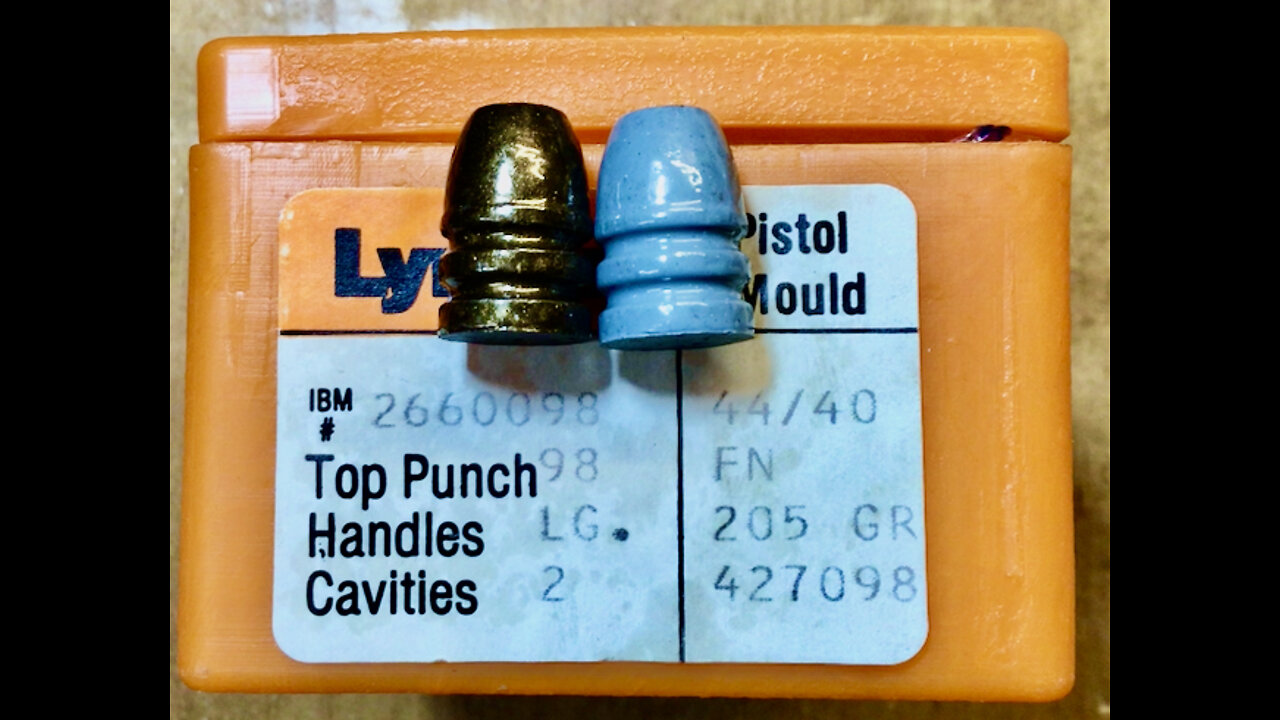 Ly
Pistol
Mould
IBM # 2660098 44/40
Top Punch 98 FN
Handles LG. 205 GR
Cavities 2 427098